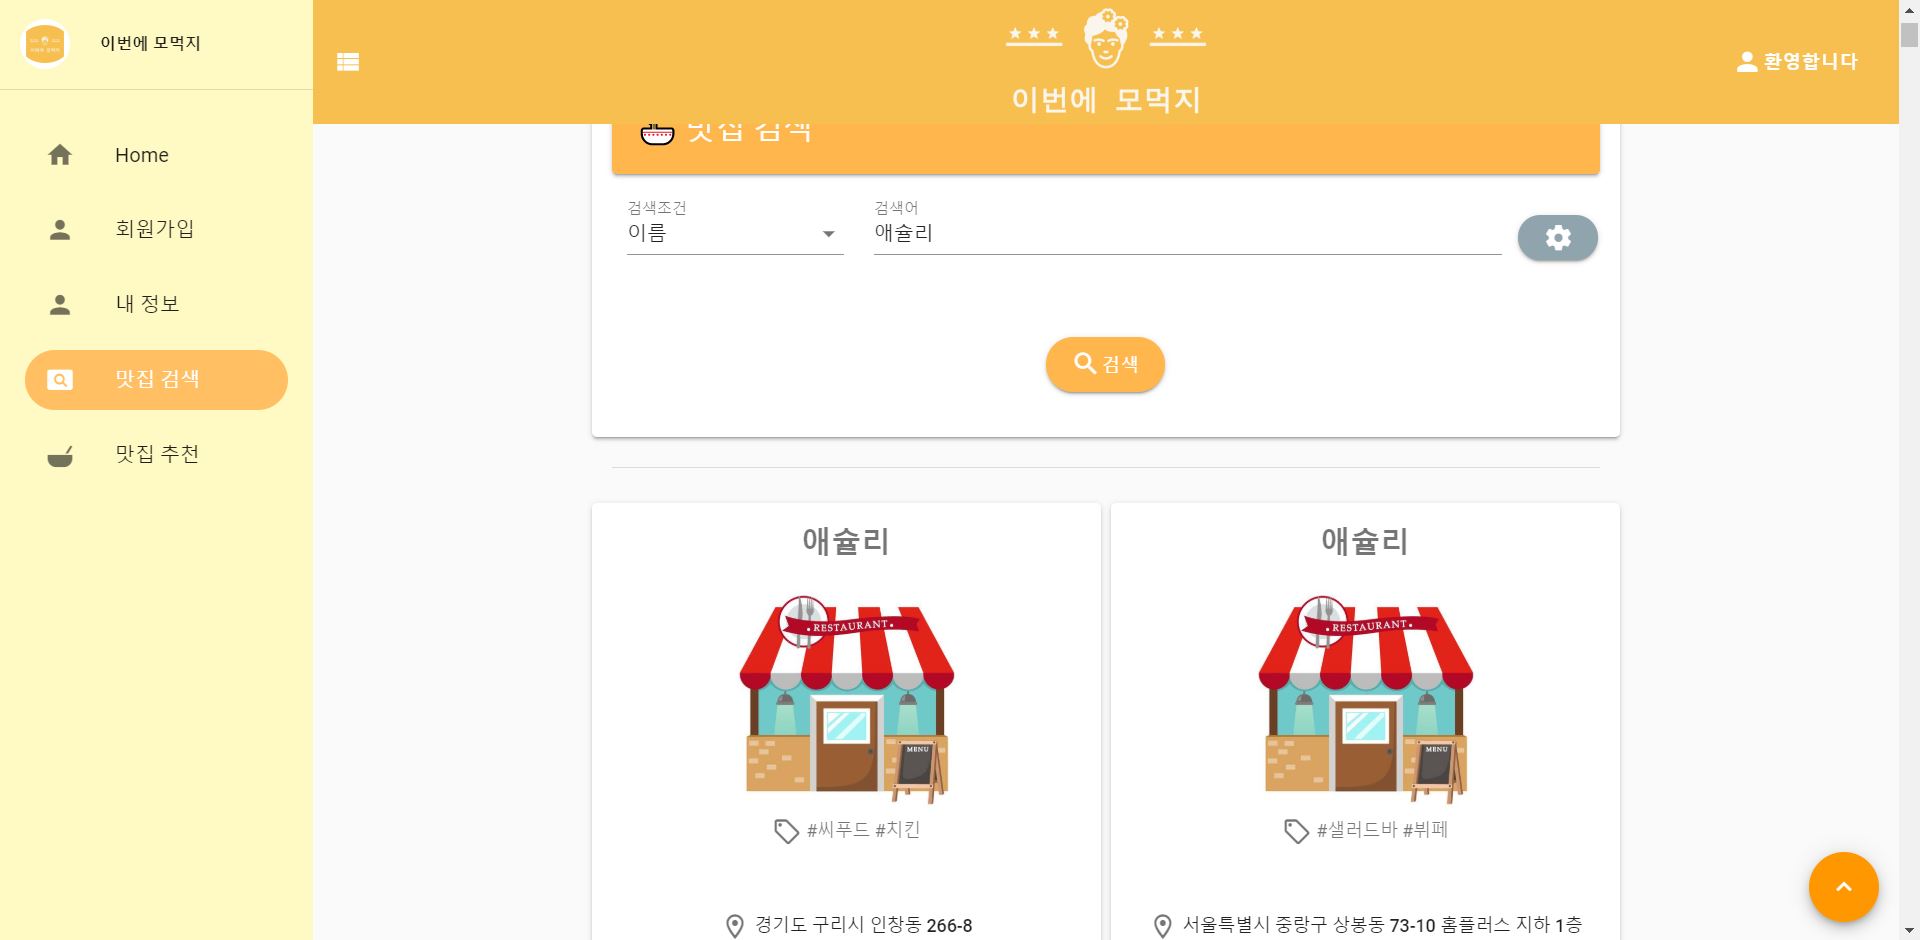 이번에 모먹지
Home
회원가입
내 정보
맛집 검색
맛집 추천
이번에 모먹지
환영합니다
맛집 검색
검색조건
이름
검색어
애슐리
검색
애슐리
RESTAURANT
MENU
#씨푸드 #치킨
경기도 구리시 인창동 266-8
애슐리
RESTAURANT
MENU
#샐러드바 #뷔페
서울특별시 중랑구 상봉동 73-10 홈플러스 지하 1층